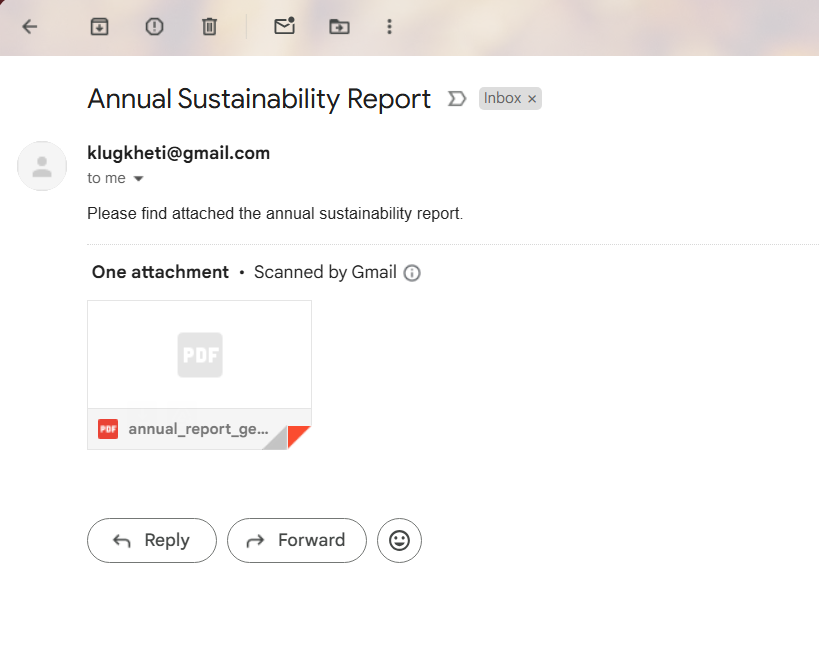 Annual Sustainability Report Inbox ×
klugkheti@gmail.com
to me
Please find attached the annual sustainability report.
One attachment • Scanned by Gmail
PDF
PDF annual_report_ge...
Reply Forward